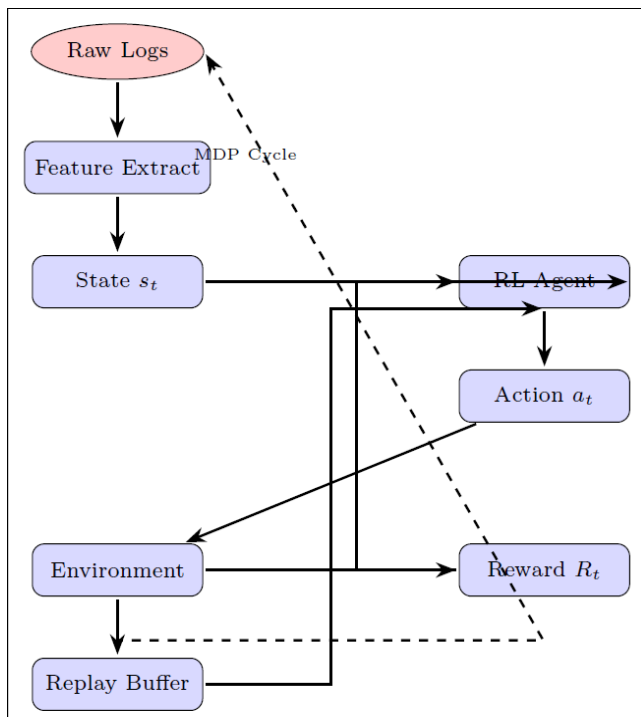 Raw Logs
MDP Cycle
Feature Extract
State s_t
RL Agent
Action a_t
Environment
Reward R_t
Replay Buffer